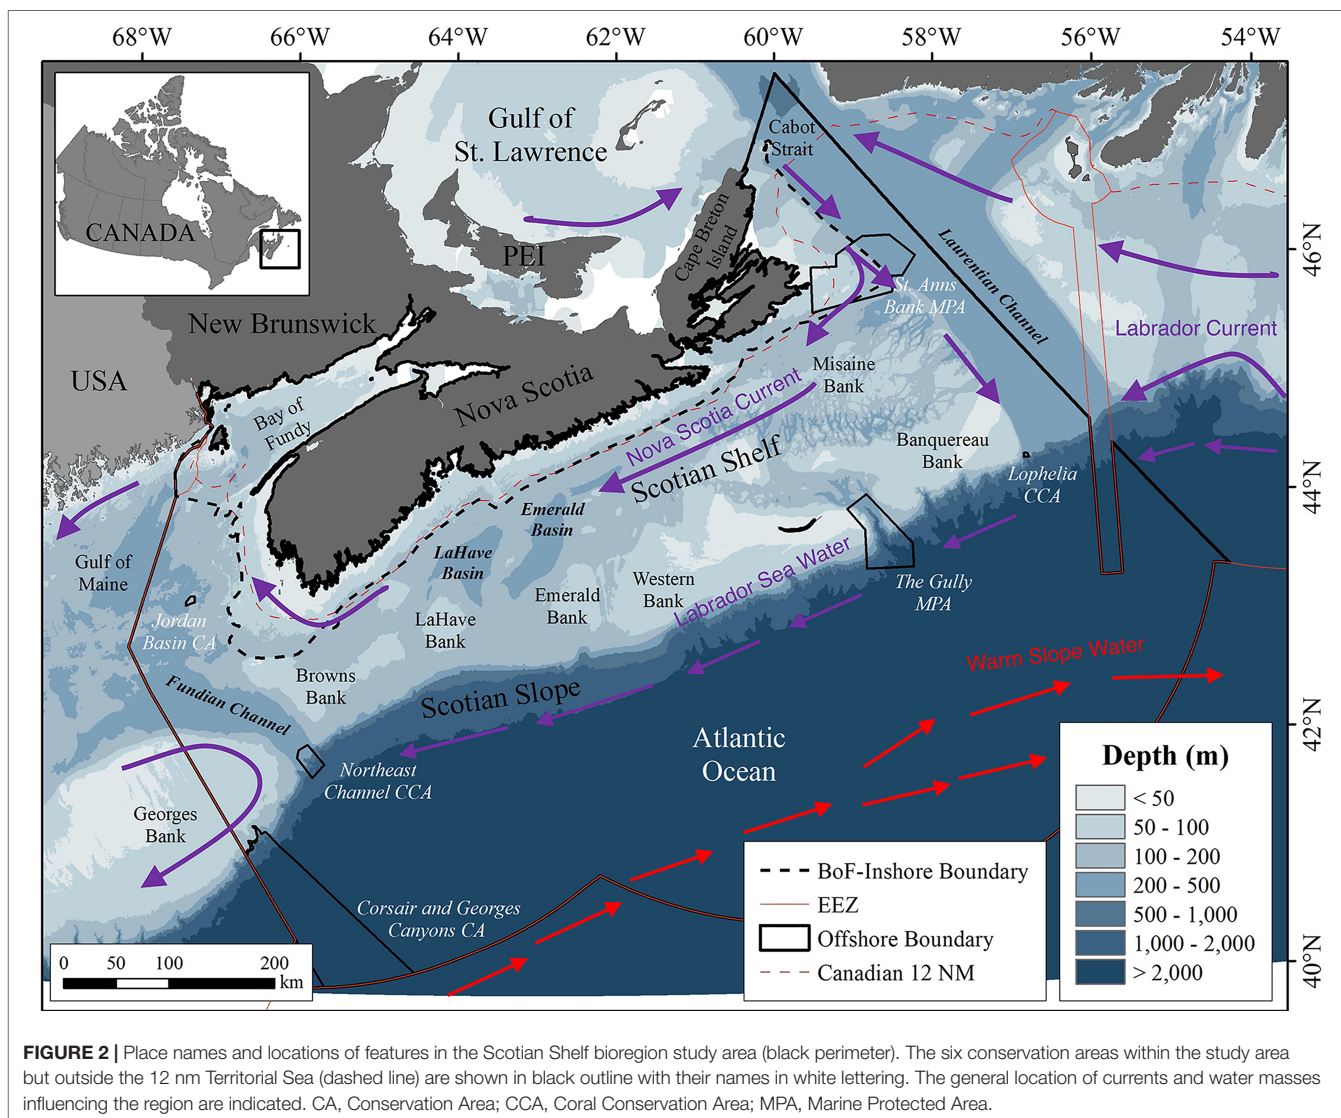 68°W 66°W 64°W 62°W 60°W 58°W 56°W 54°W
CANADA
Gulf of
St. Lawrence
Cabot
Strait
PEI
Cape Breton
Island
Laurentian Channel
46°N
St. Anns
Bank MPA
New Brunswick
Labrador Current
USA
Nova Scotia
Misaine
Bank
Bay of
Fundy
Nova Scotia Current
Scotian Shelf
Banquereau
Bank
Lophelia
CCA
44°N
Emerald
Basin
LaHave
Basin
Gulf of
Maine
Western
Bank
Labrador Sea Water
The Gully
MPA
Emerald
Bank
LaHave
Bank
Jordan
Basin CA
Browns
Bank
Warm Slope Water
Fundian Channel
Scotian Slope
42°N
Atlantic
Ocean
Northeast
Channel CCA
Georges
Bank
Corsair and Georges
Canyons CA
40°N
0 50 100 200
km
BoF-Inshore Boundary
EEZ
Offshore Boundary
Canadian 12 NM
Depth (m)
< 50
50 - 100
100 - 200
200 - 500
500 - 1,000
1,000 - 2,000
> 2,000
FIGURE 2 | Place names and locations of features in the Scotian Shelf bioregion study area (black perimeter). The six conservation areas within the study area
but outside the 12 nm Territorial Sea (dashed line) are shown in black outline with their names in white lettering. The general location of currents and water masses
influencing the region are indicated. CA, Conservation Area; CCA, Coral Conservation Area; MPA, Marine Protected Area.